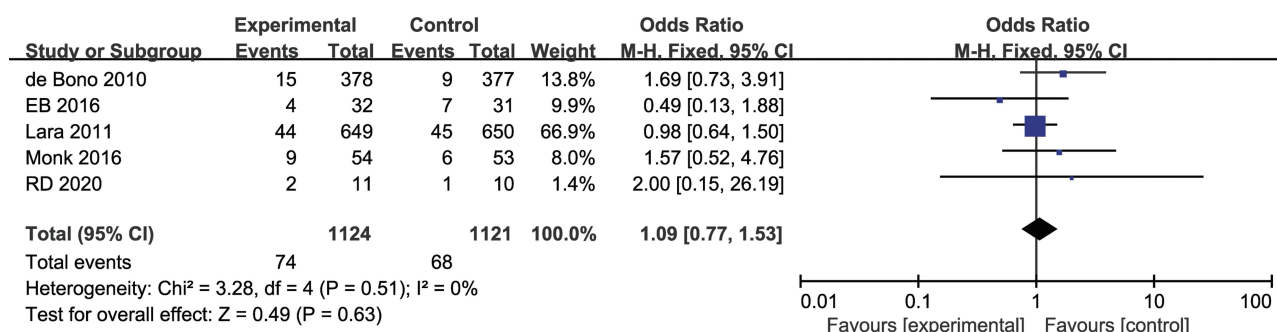 Experimental Control Odds Ratio Odds Ratio
Study or Subgroup Events Total Events Total Weight M-H, Fixed, 95% CI M-H, Fixed, 95% CI
de Bono 2010 15 378 9 377 13.8% 1.69 [0.73, 3.91]
EB 2016 4 32 7 31 9.9% 0.49 [0.13, 1.88]
Lara 2011 44 649 45 650 66.9% 0.98 [0.64, 1.50]
Monk 2016 9 54 6 53 8.0% 1.57 [0.52, 4.76]
RD 2020 2 11 1 10 1.4% 2.00 [0.15, 26.19]
Total (95% CI) 1124 1121 100.0% 1.09 [0.77, 1.53]
Total events 74 68
Heterogeneity: Chi² = 3.28, df = 4 (P = 0.51); I² = 0%
Test for overall effect: Z = 0.49 (P = 0.63)
0.01 0.1 1 10 100
Favours [experimental] Favours [control]